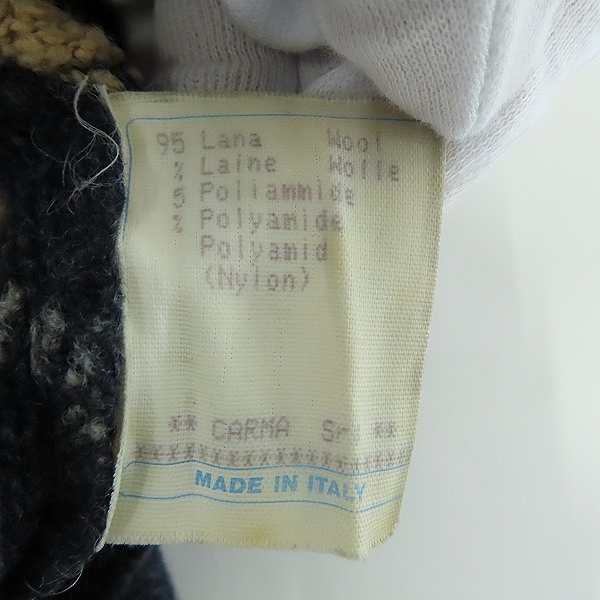 95 Lana Wool
% Laine Wolle
5 Poliammide
% Polyamide
Polyamid
(Nylon)
** CARMA Srl **
********************
MADE IN ITALY